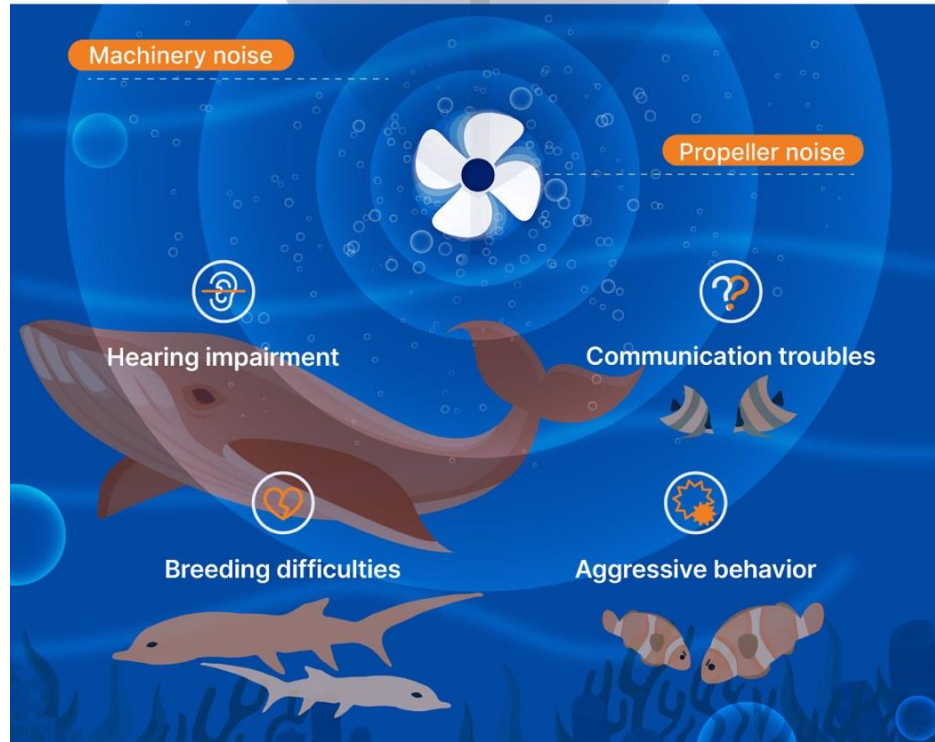 Machinery noise
Propeller noise
Hearing impairment
Communication troubles
Breeding difficulties
Aggressive behavior